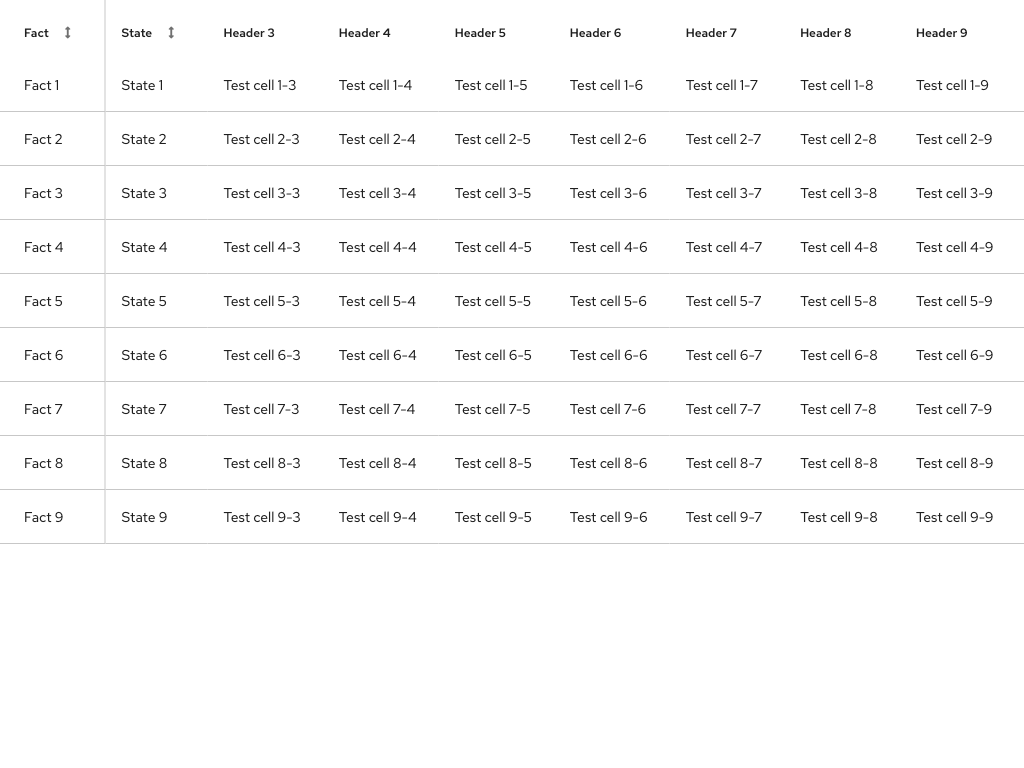 Fact State Header 3 Header 4 Header 5 Header 6 Header 7 Header 8 Header 9
Fact 1 State 1 Test cell 1-3 Test cell 1-4 Test cell 1-5 Test cell 1-6 Test cell 1-7 Test cell 1-8 Test cell 1-9
Fact 2 State 2 Test cell 2-3 Test cell 2-4 Test cell 2-5 Test cell 2-6 Test cell 2-7 Test cell 2-8 Test cell 2-9
Fact 3 State 3 Test cell 3-3 Test cell 3-4 Test cell 3-5 Test cell 3-6 Test cell 3-7 Test cell 3-8 Test cell 3-9
Fact 4 State 4 Test cell 4-3 Test cell 4-4 Test cell 4-5 Test cell 4-6 Test cell 4-7 Test cell 4-8 Test cell 4-9
Fact 5 State 5 Test cell 5-3 Test cell 5-4 Test cell 5-5 Test cell 5-6 Test cell 5-7 Test cell 5-8 Test cell 5-9
Fact 6 State 6 Test cell 6-3 Test cell 6-4 Test cell 6-5 Test cell 6-6 Test cell 6-7 Test cell 6-8 Test cell 6-9
Fact 7 State 7 Test cell 7-3 Test cell 7-4 Test cell 7-5 Test cell 7-6 Test cell 7-7 Test cell 7-8 Test cell 7-9
Fact 8 State 8 Test cell 8-3 Test cell 8-4 Test cell 8-5 Test cell 8-6 Test cell 8-7 Test cell 8-8 Test cell 8-9
Fact 9 State 9 Test cell 9-3 Test cell 9-4 Test cell 9-5 Test cell 9-6 Test cell 9-7 Test cell 9-8 Test cell 9-9